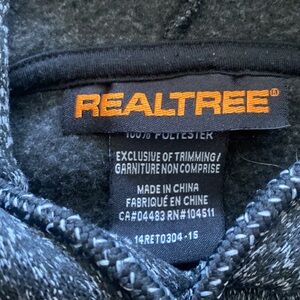 REALTREE®
100% POLYESTER
EXCLUSIVE OF TRIMMING/
GARNITURE NON COMPRISE
MADE IN CHINA
FABRIQUÉ EN CHINE
CA#04483 RN#104511
14RET0304-15